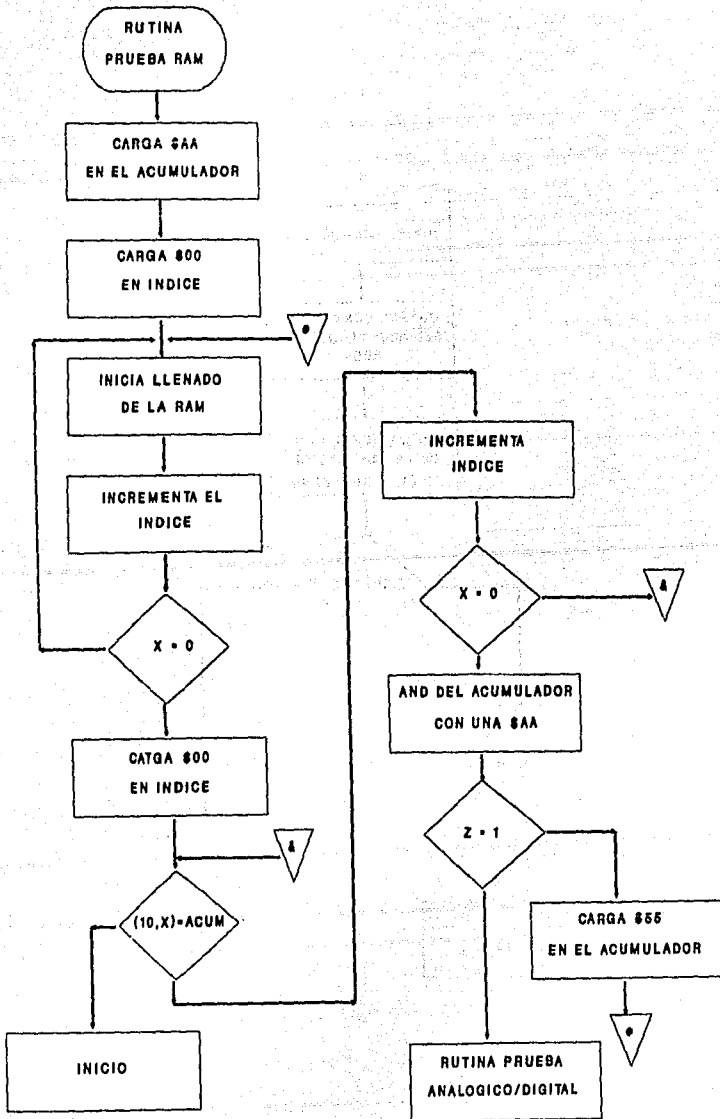 RUTINA
PRUEBA RAM
CARGA $AA
EN EL ACUMULADOR
CARGA $00
EN INDICE
INICIA LLENADO
DE LA RAM
INCREMENTA EL
INDICE
X = 0
CATGA $00
EN INDICE
&
(10,X)=ACUM
INICIO
INCREMENTA
INDICE
X = 0
&
AND DEL ACUMULADOR
CON UNA $AA
Z = 1
CARGA $55
EN EL ACUMULADOR
RUTINA PRUEBA
ANALOGICO/DIGITAL